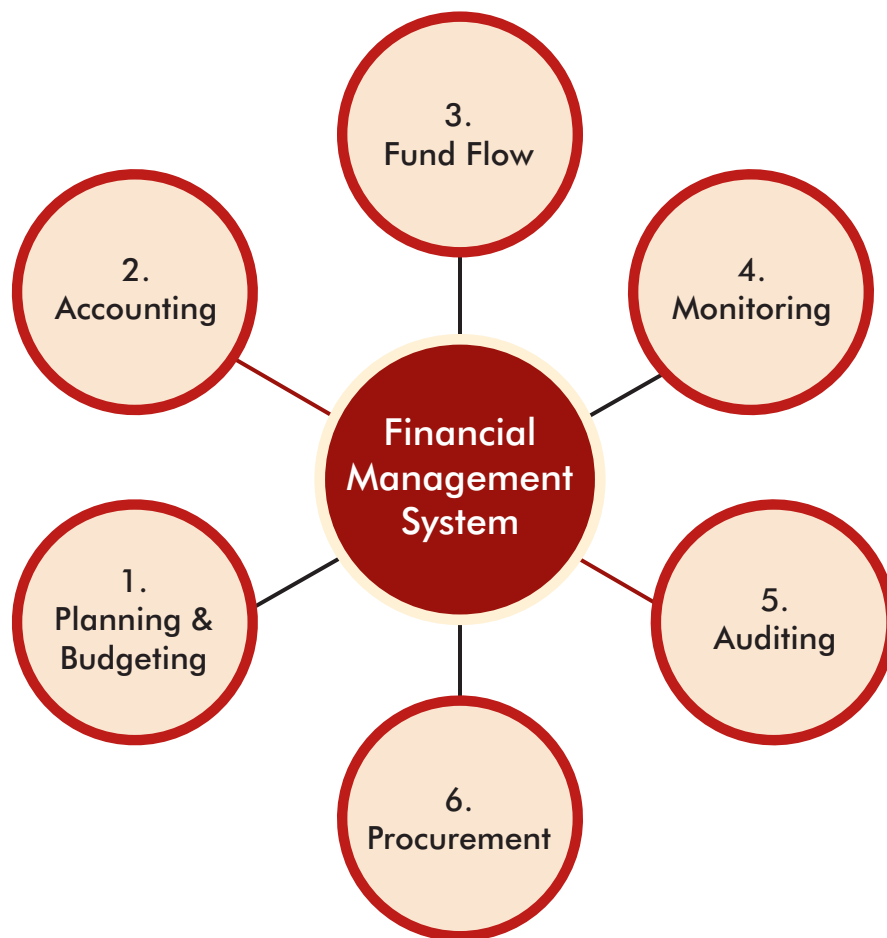 3.
Fund Flow
2.
Accounting
4.
Monitoring
Financial
Management
System
1.
Planning &
Budgeting
5.
Auditing
6.
Procurement